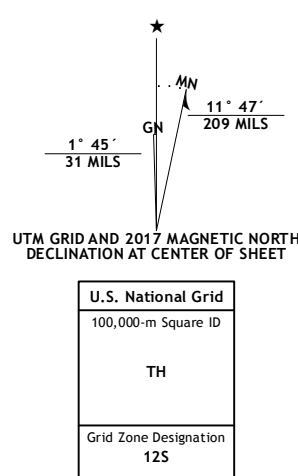 MN
11° 47´
209 MILS
GN
1° 45´
31 MILS
UTM GRID AND 2017 MAGNETIC NORTH
DECLINATION AT CENTER OF SHEET
U.S. National Grid
100,000-m Square ID
TH
Grid Zone Designation
12S